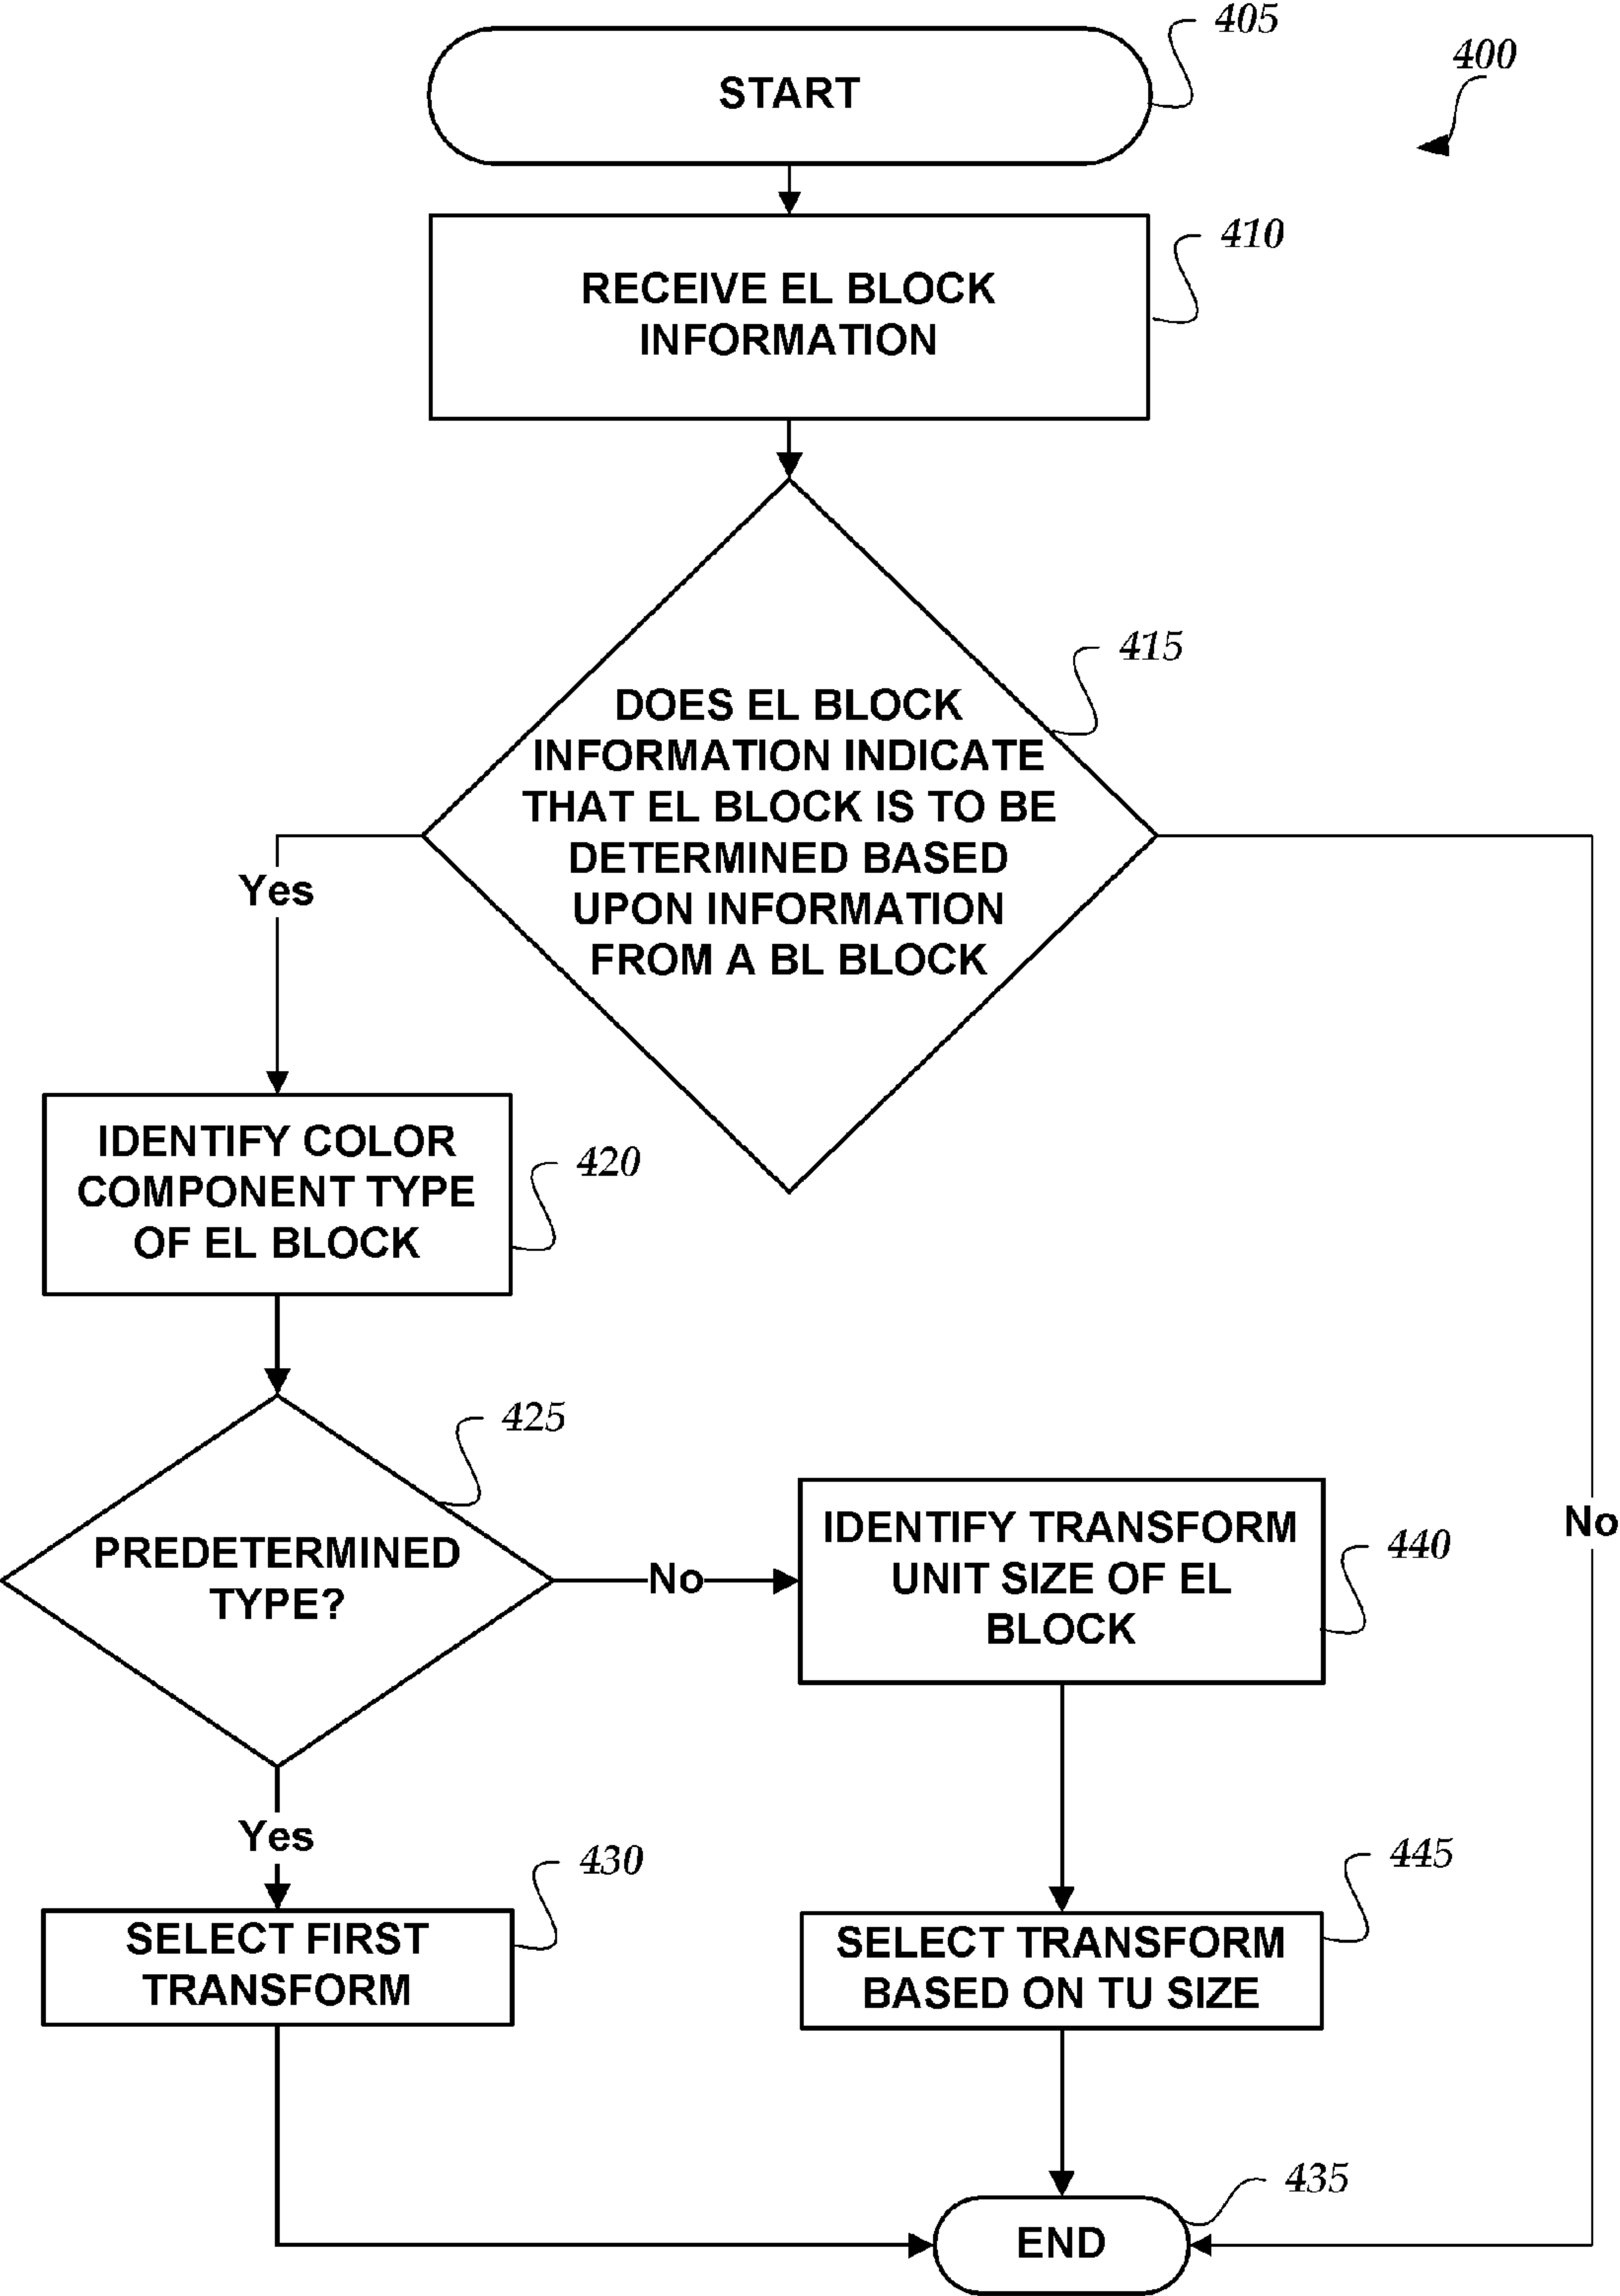 405
START
400
410
RECEIVE EL BLOCK
INFORMATION
415
DOES EL BLOCK
INFORMATION INDICATE
THAT EL BLOCK IS TO BE
DETERMINED BASED
UPON INFORMATION
FROM A BL BLOCK
Yes
IDENTIFY COLOR
COMPONENT TYPE
OF EL BLOCK
420
425
PREDETERMINED
TYPE?
No
IDENTIFY TRANSFORM
UNIT SIZE OF EL
BLOCK
440
No
Yes
430
SELECT FIRST
TRANSFORM
445
SELECT TRANSFORM
BASED ON TU SIZE
435
END